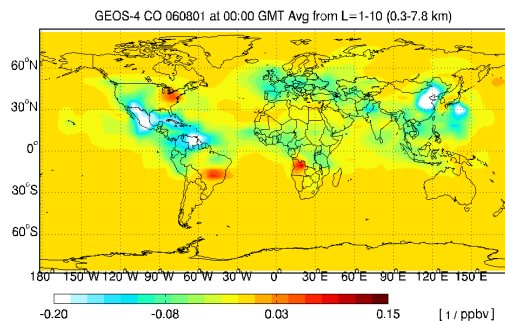 GEOS-4 CO 060801 at 00:00 GMT Avg from L=1-10 (0.3-7.8 km)
60°N
30°N
0°
30°S
60°S
180°150°W 120°W 90°W 60°W 30°W 0° 30°E 60°E 90°E 120°E 150°E 180°
-0.20 -0.08 0.03 0.15 [ 1 / ppbv ]